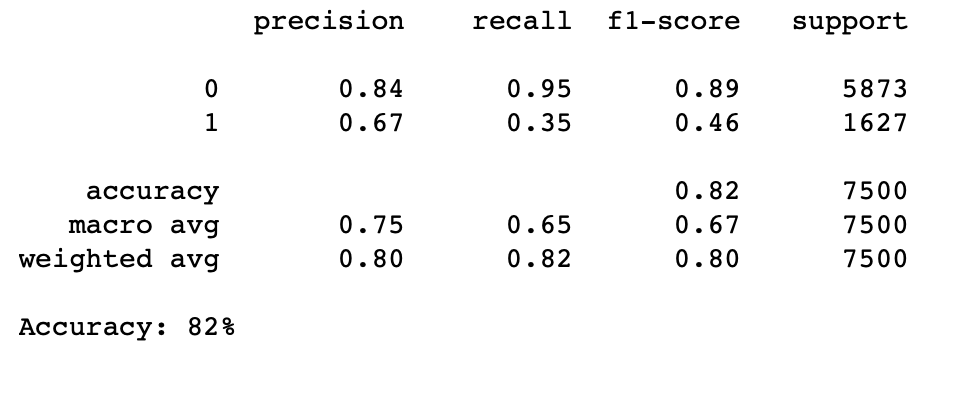 precision recall f1-score support
0 0.84 0.95 0.89 5873
1 0.67 0.35 0.46 1627
accuracy 0.82 7500
macro avg 0.75 0.65 0.67 7500
weighted avg 0.80 0.82 0.80 7500
Accuracy: 82%